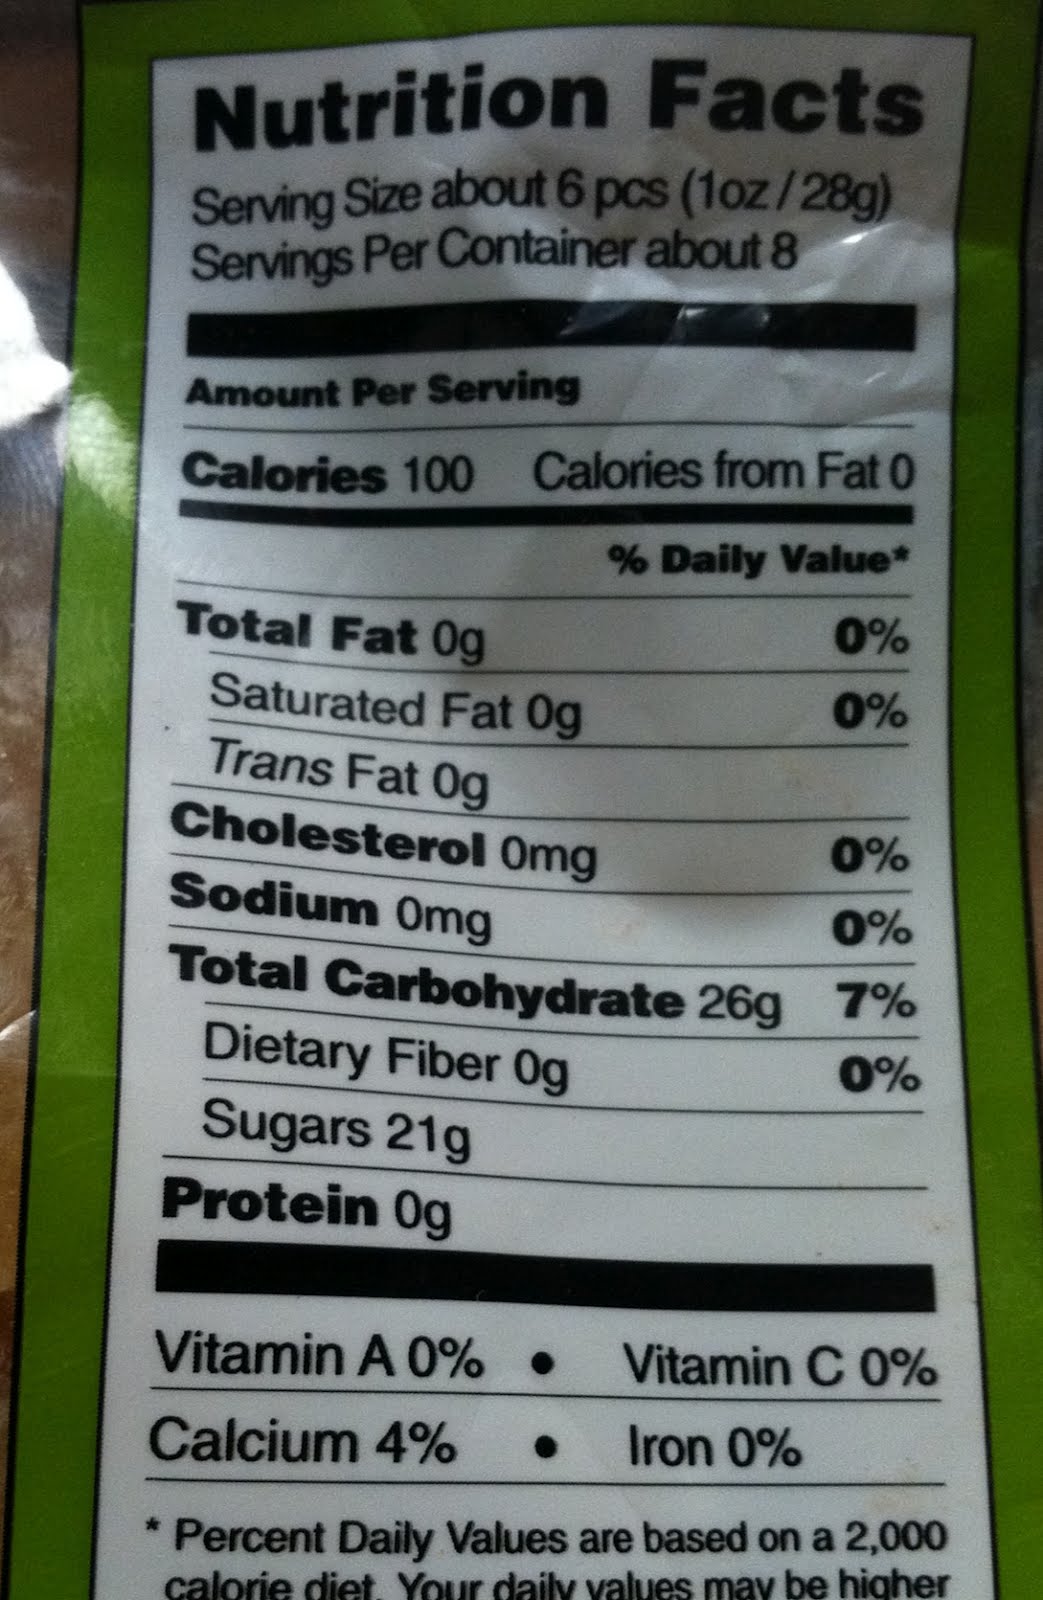 Nutrition Facts
Serving Size about 6 pcs (1oz / 28g)
Servings Per Container about 8
Amount Per Serving
Calories 100 Calories from Fat 0
% Daily Value*
Total Fat 0g 0%
Saturated Fat 0g 0%
Trans Fat 0g
Cholesterol 0mg 0%
Sodium 0mg 0%
Total Carbohydrate 26g 7%
Dietary Fiber 0g 0%
Sugars 21g
Protein 0g
Vitamin A 0% • Vitamin C 0%
Calcium 4% • Iron 0%
* Percent Daily Values are based on a 2,000
calorie diet. Your daily values may be higher